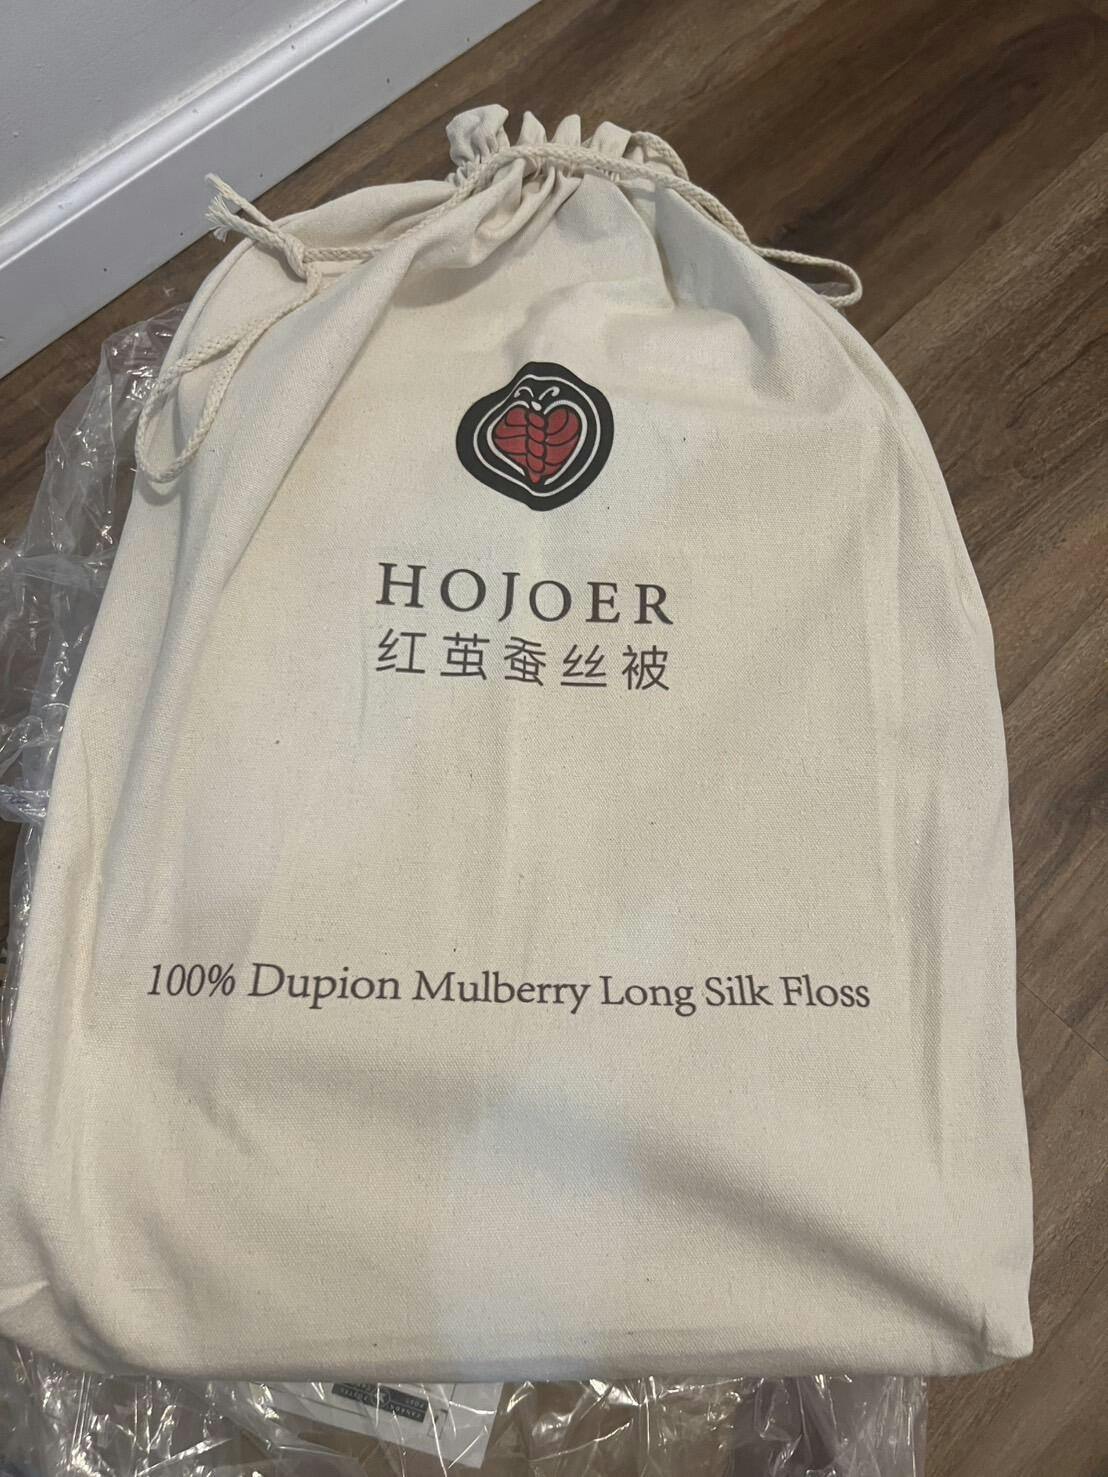 HOJOER
红茧蚕丝被
100% Dupion Mulberry Long Silk Floss